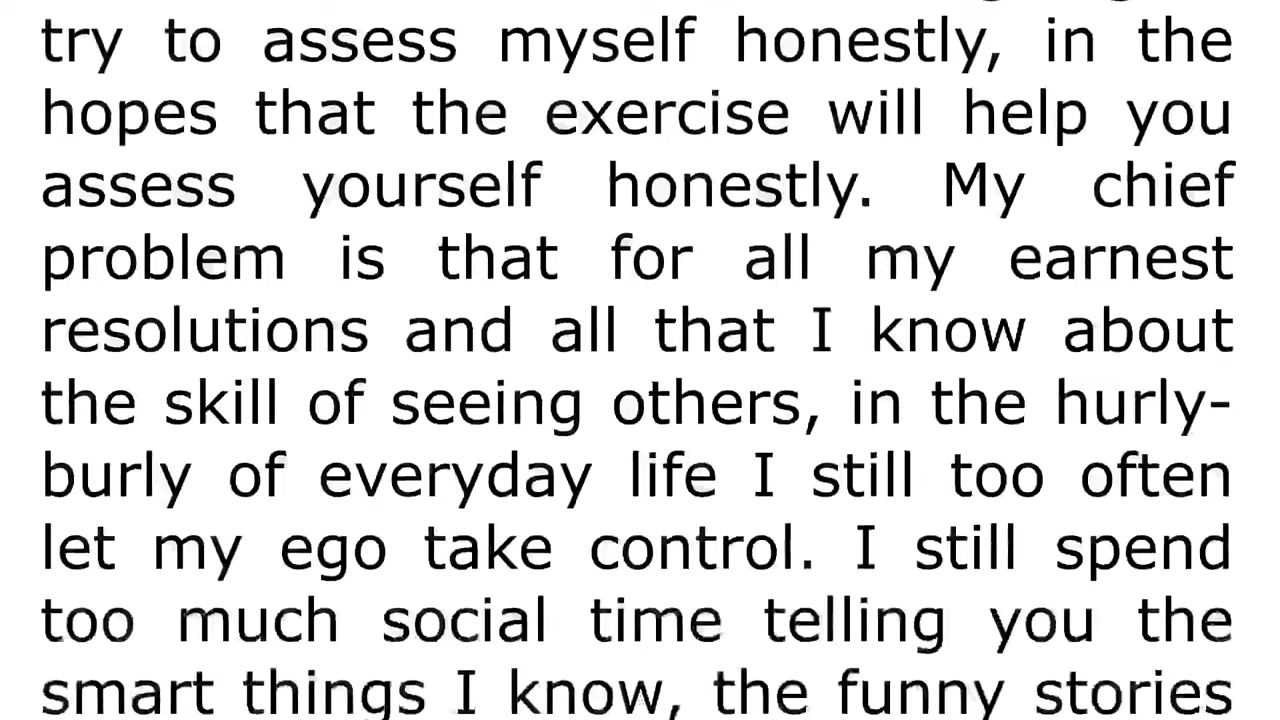 try to assess myself honestly, in the
hopes that the exercise will help you
assess yourself honestly. My chief
problem is that for all my earnest
resolutions and all that I know about
the skill of seeing others, in the hurly-
burly of everyday life I still too often
let my ego take control. I still spend
too much social time telling you the
smart things I know, the funny stories